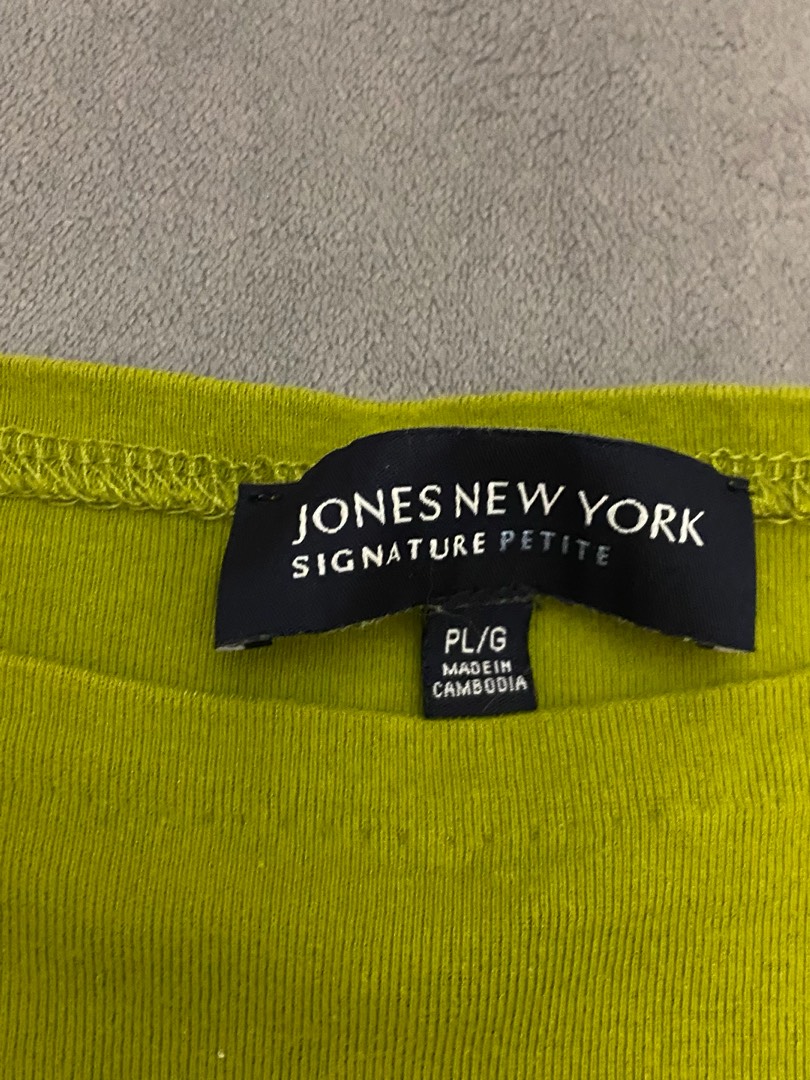 JONES NEW YORK
SIGNATURE PETITE
PL/G
MADE IN
CAMBODIA